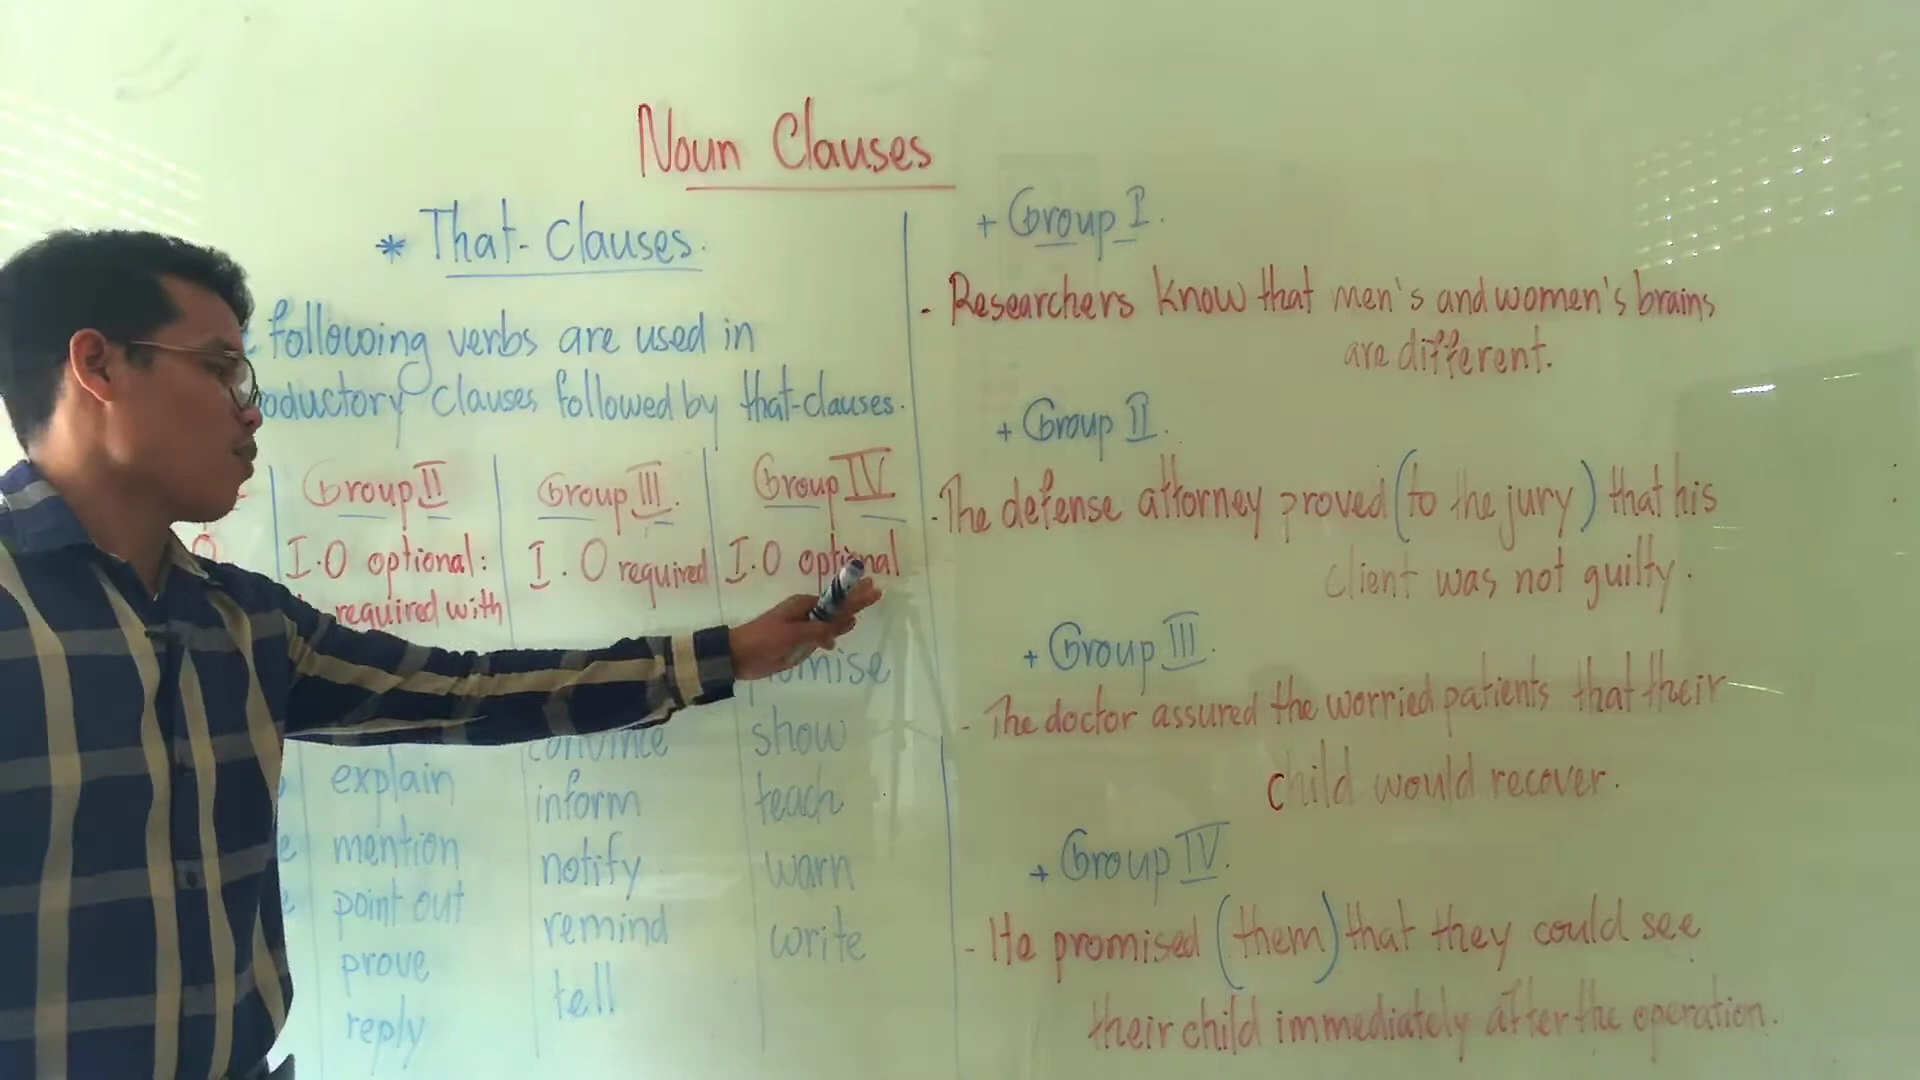 Noun Clauses
* That-Clauses.
following verbs are used in
oductory clauses followed by that-clauses.
Group II
I.O optional:
required with
explain
mention
point out
prove
reply
Group III.
I.O required
convince
inform
notify
remind
tell
Group IV
I.O optional
show
teach
warn
write
+ Group I.
- Researchers know that men's and women's brains
are different.
+ Group II.
- The defense attorney proved (to the jury) that his
client was not guilty.
+ Group III.
- The doctor assured the worried patients that their
child would recover.
+ Group IV.
- He promised (them) that they could see
their child immediately after the operation.